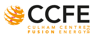 CCFE
CULHAM CENTRE
FUSION ENERGY